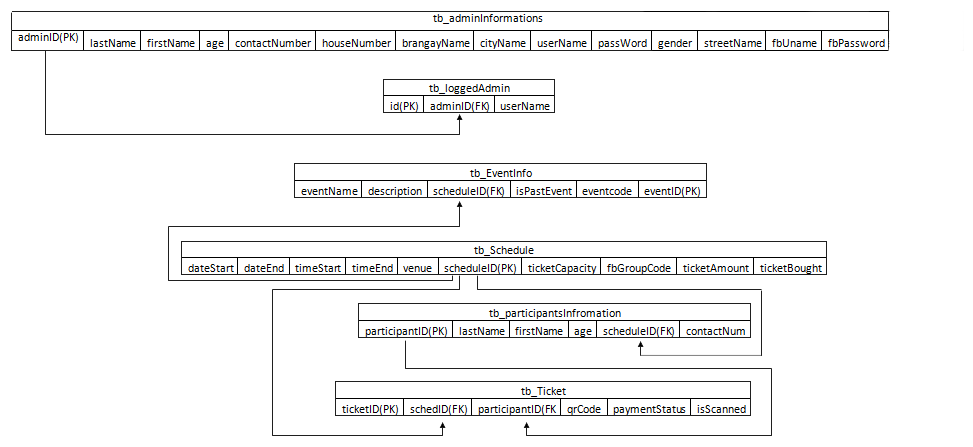 tb_adminInformations
adminID(PK) lastName firstName age contactNumber houseNumber brangayName cityName userName passWord gender streetName fbUname fbPassword
tb_loggedAdmin
id(PK) adminID(FK) userName
tb_EventInfo
eventName description scheduleID(FK) isPastEvent eventcode eventID(PK)
tb_Schedule
dateStart dateEnd timeStart timeEnd venue scheduleID(PK) ticketCapacity fbGroupCode ticketAmount ticketBought
tb_participantsInfromation
participantID(PK) lastName firstName age scheduleID(FK) contactNum
tb_Ticket
ticketID(PK) schedID(FK) participantID(FK qrCode paymentStatus isScanned